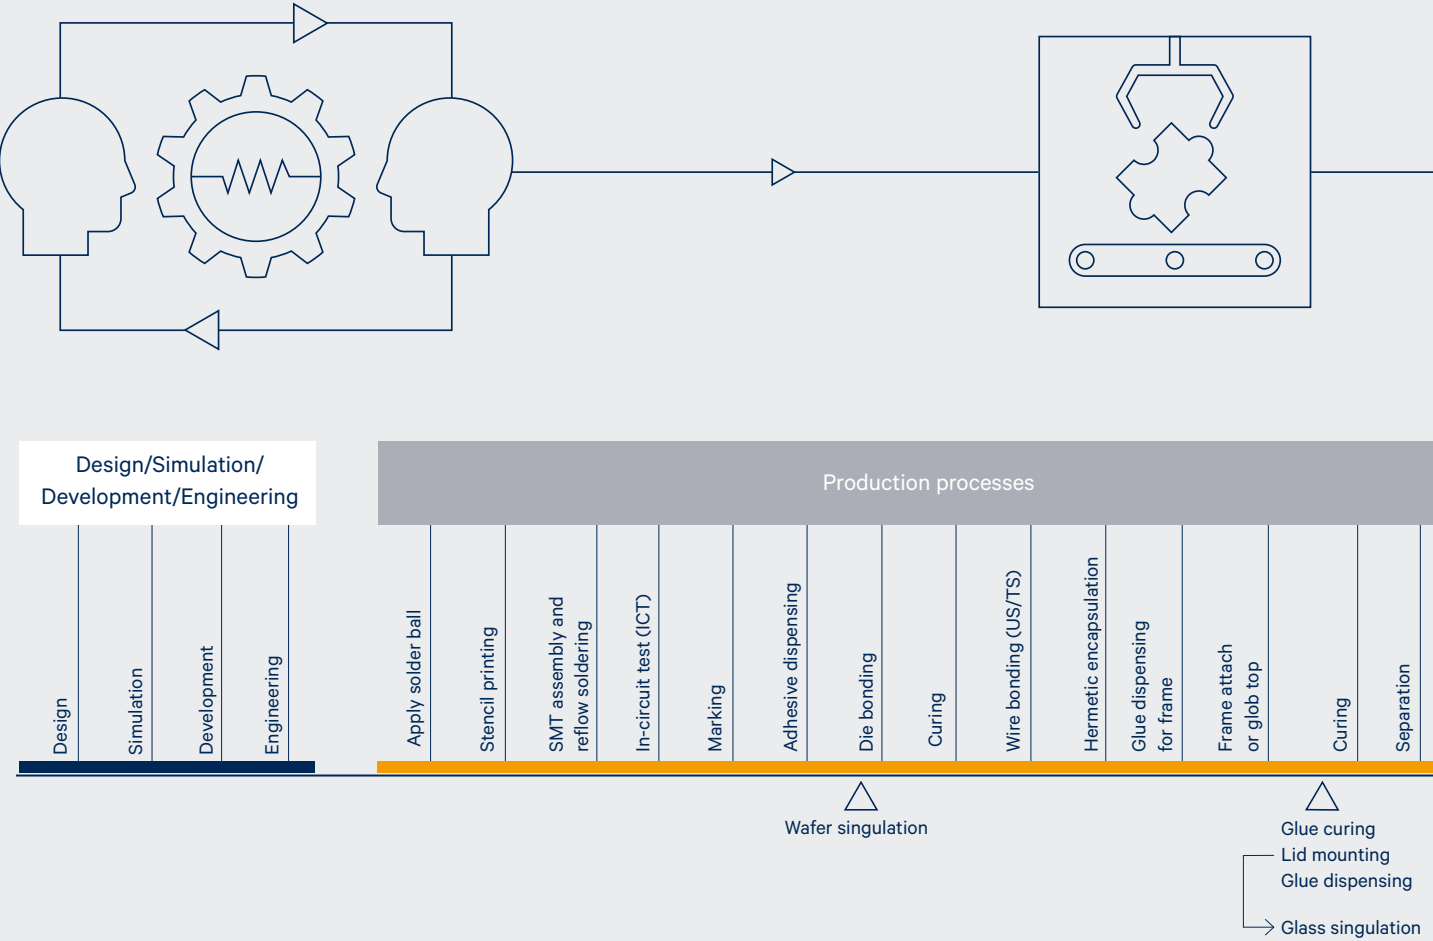 Design/Simulation/
Development/Engineering
Production processes
Design
Simulation
Development
Engineering
Apply solder ball
Stencil printing
SMT assembly and
reflow soldering
In-circuit test (ICT)
Marking
Adhesive dispensing
Die bonding
Curing
Wire bonding (US/TS)
Hermetic encapsulation
Glue dispensing
for frame
Frame attach
or glob top
Curing
Separation
Wafer singulation
Glue curing
Lid mounting
Glue dispensing
Glass singulation